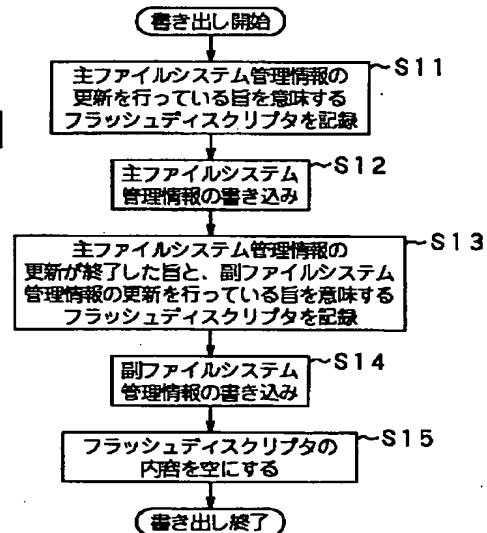 書き出し開始
S11
主ファイルシステム管理情報の
更新を行っている旨を意味する
フラッシュディスクリプタを記録
S12
主ファイルシステム
管理情報の書き込み
S13
主ファイルシステム管理情報の
更新が終了した旨と、副ファイルシステム
管理情報の更新を行っている旨を意味する
フラッシュディスクリプタを記録
S14
副ファイルシステム
管理情報の書き込み
S15
フラッシュディスクリプタの
内容を空にする
書き出し終了